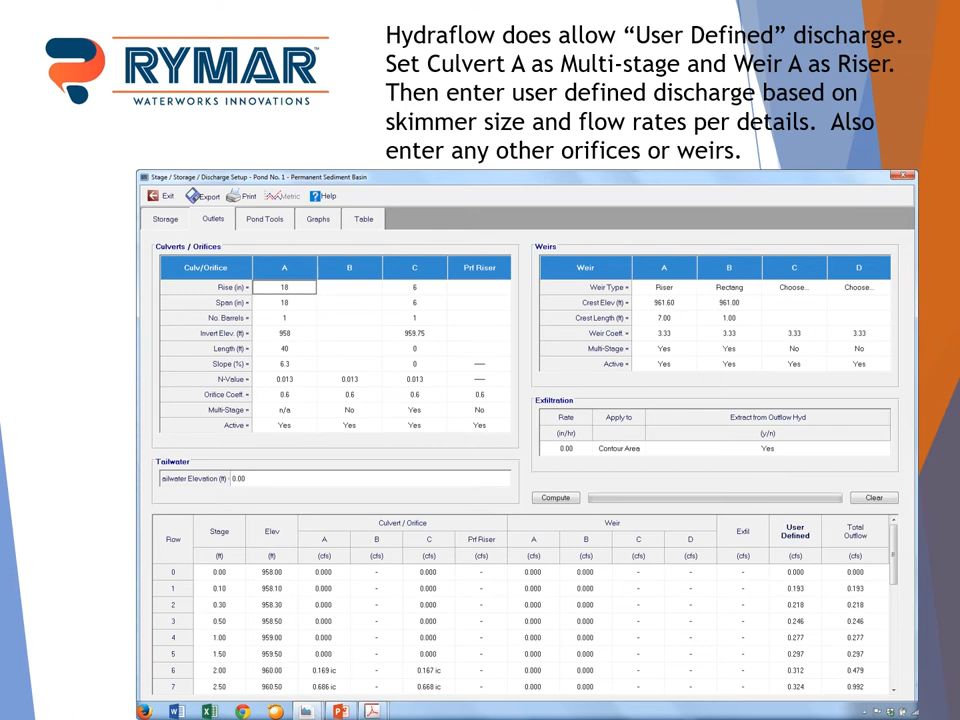 RYMAR™
WATERWORKS INNOVATIONS
Hydraflow does allow “User Defined” discharge.
Set Culvert A as Multi-stage and Weir A as Riser.
Then enter user defined discharge based on
skimmer size and flow rates per details.  Also
enter any other orifices or weirs.
Stage / Storage / Discharge Setup - Pond No. 1 - Permanent Sediment Basin
Exit Export Print Metric Help
Storage Outlets Pond Tools Graphs Table
Culverts / Orifices
Culv/Orifice A B C Prf Riser
Rise (in) = 18 6
Span (in) = 18 6
No. Barrels = 1 1
Invert Elev. (ft) = 958 959.75
Length (ft) = 40 0
Slope (%) = 6.3 0 ----
N-Value = 0.013 0.013 0.013 ----
Orifice Coeff. = 0.6 0.6 0.6 0.6
Multi-Stage = n/a No Yes No
Active = Yes Yes Yes Yes
Weirs
Weir A B C D
Weir Type = Riser Rectang Choose... Choose...
Crest Elev (ft) = 961.60 961.00
Crest Length (ft) = 7.00 1.00
Weir Coeff. = 3.33 3.33 3.33 3.33
Multi-Stage = Yes Yes No No
Active = Yes Yes Yes Yes
Exfiltration
Rate Apply to Extract from Outflow Hyd
(in/hr) (y/n)
0.00 Contour Area Yes
Tailwater
ailwater Elevation (ft) 0.00
Compute Clear
Culvert / Orifice Weir
Row Stage Elev A B C Prf Riser A B C D Exfil User Defined Total Outflow
(ft) (ft) (cfs) (cfs) (cfs) (cfs) (cfs) (cfs) (cfs) (cfs) (cfs) (cfs) (cfs)
0 0.00 958.00 0.000 - 0.000 - 0.000 0.000 - - - 0.000 0.000
1 0.10 958.10 0.000 - 0.000 - 0.000 0.000 - - - 0.193 0.193
2 0.30 958.30 0.000 - 0.000 - 0.000 0.000 - - - 0.218 0.218
3 0.50 958.50 0.000 - 0.000 - 0.000 0.000 - - - 0.246 0.246
4 1.00 959.00 0.000 - 0.000 - 0.000 0.000 - - - 0.277 0.277
5 1.50 959.50 0.000 - 0.000 - 0.000 0.000 - - - 0.297 0.297
6 2.00 960.00 0.169 ic - 0.167 ic - 0.000 0.000 - - - 0.312 0.479
7 2.50 960.50 0.686 ic - 0.668 ic - 0.000 0.000 - - - 0.324 0.992